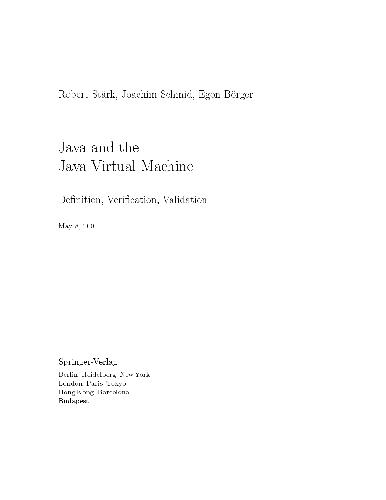 Robert Stärk, Joachim Schmid, Egon Börger
Java and the
Java Virtual Machine
Definition, Verification, Validation
May 8,
Springer-Verlag
Berlin Heidelberg New York
London Paris Tokyo
Hong Kong Barcelona
Budapest